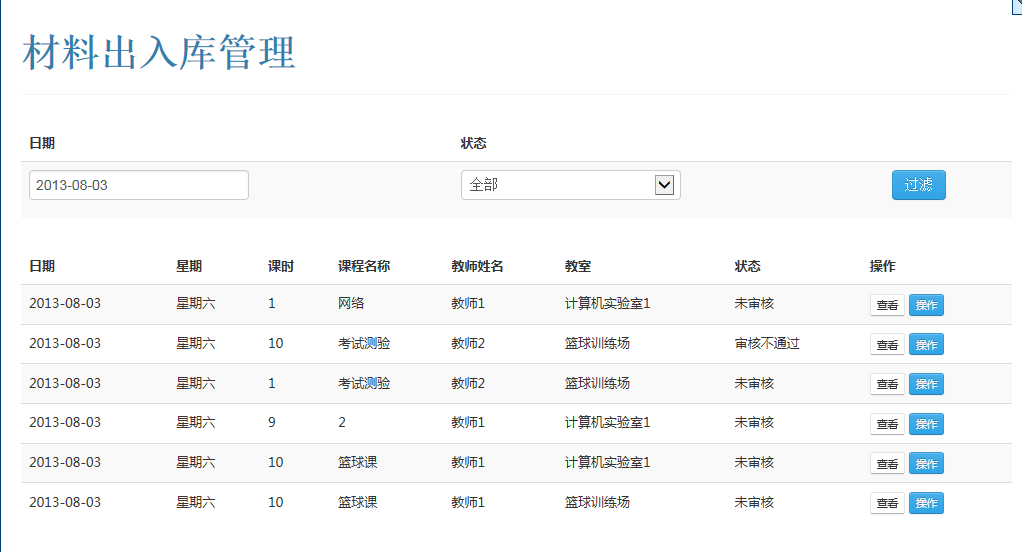 材料出入库管理
日期 状态
2013-08-03 全部 过滤
日期 星期 课时 课程名称 教师姓名 教室 状态 操作
2013-08-03 星期六 1 网络 教师1 计算机实验室1 未审核 查看 操作
2013-08-03 星期六 10 考试测验 教师2 篮球训练场 审核不通过 查看 操作
2013-08-03 星期六 1 考试测验 教师2 篮球训练场 未审核 查看 操作
2013-08-03 星期六 9 2 教师1 计算机实验室1 未审核 查看 操作
2013-08-03 星期六 10 篮球课 教师1 计算机实验室1 未审核 查看 操作
2013-08-03 星期六 10 篮球课 教师1 篮球训练场 未审核 查看 操作